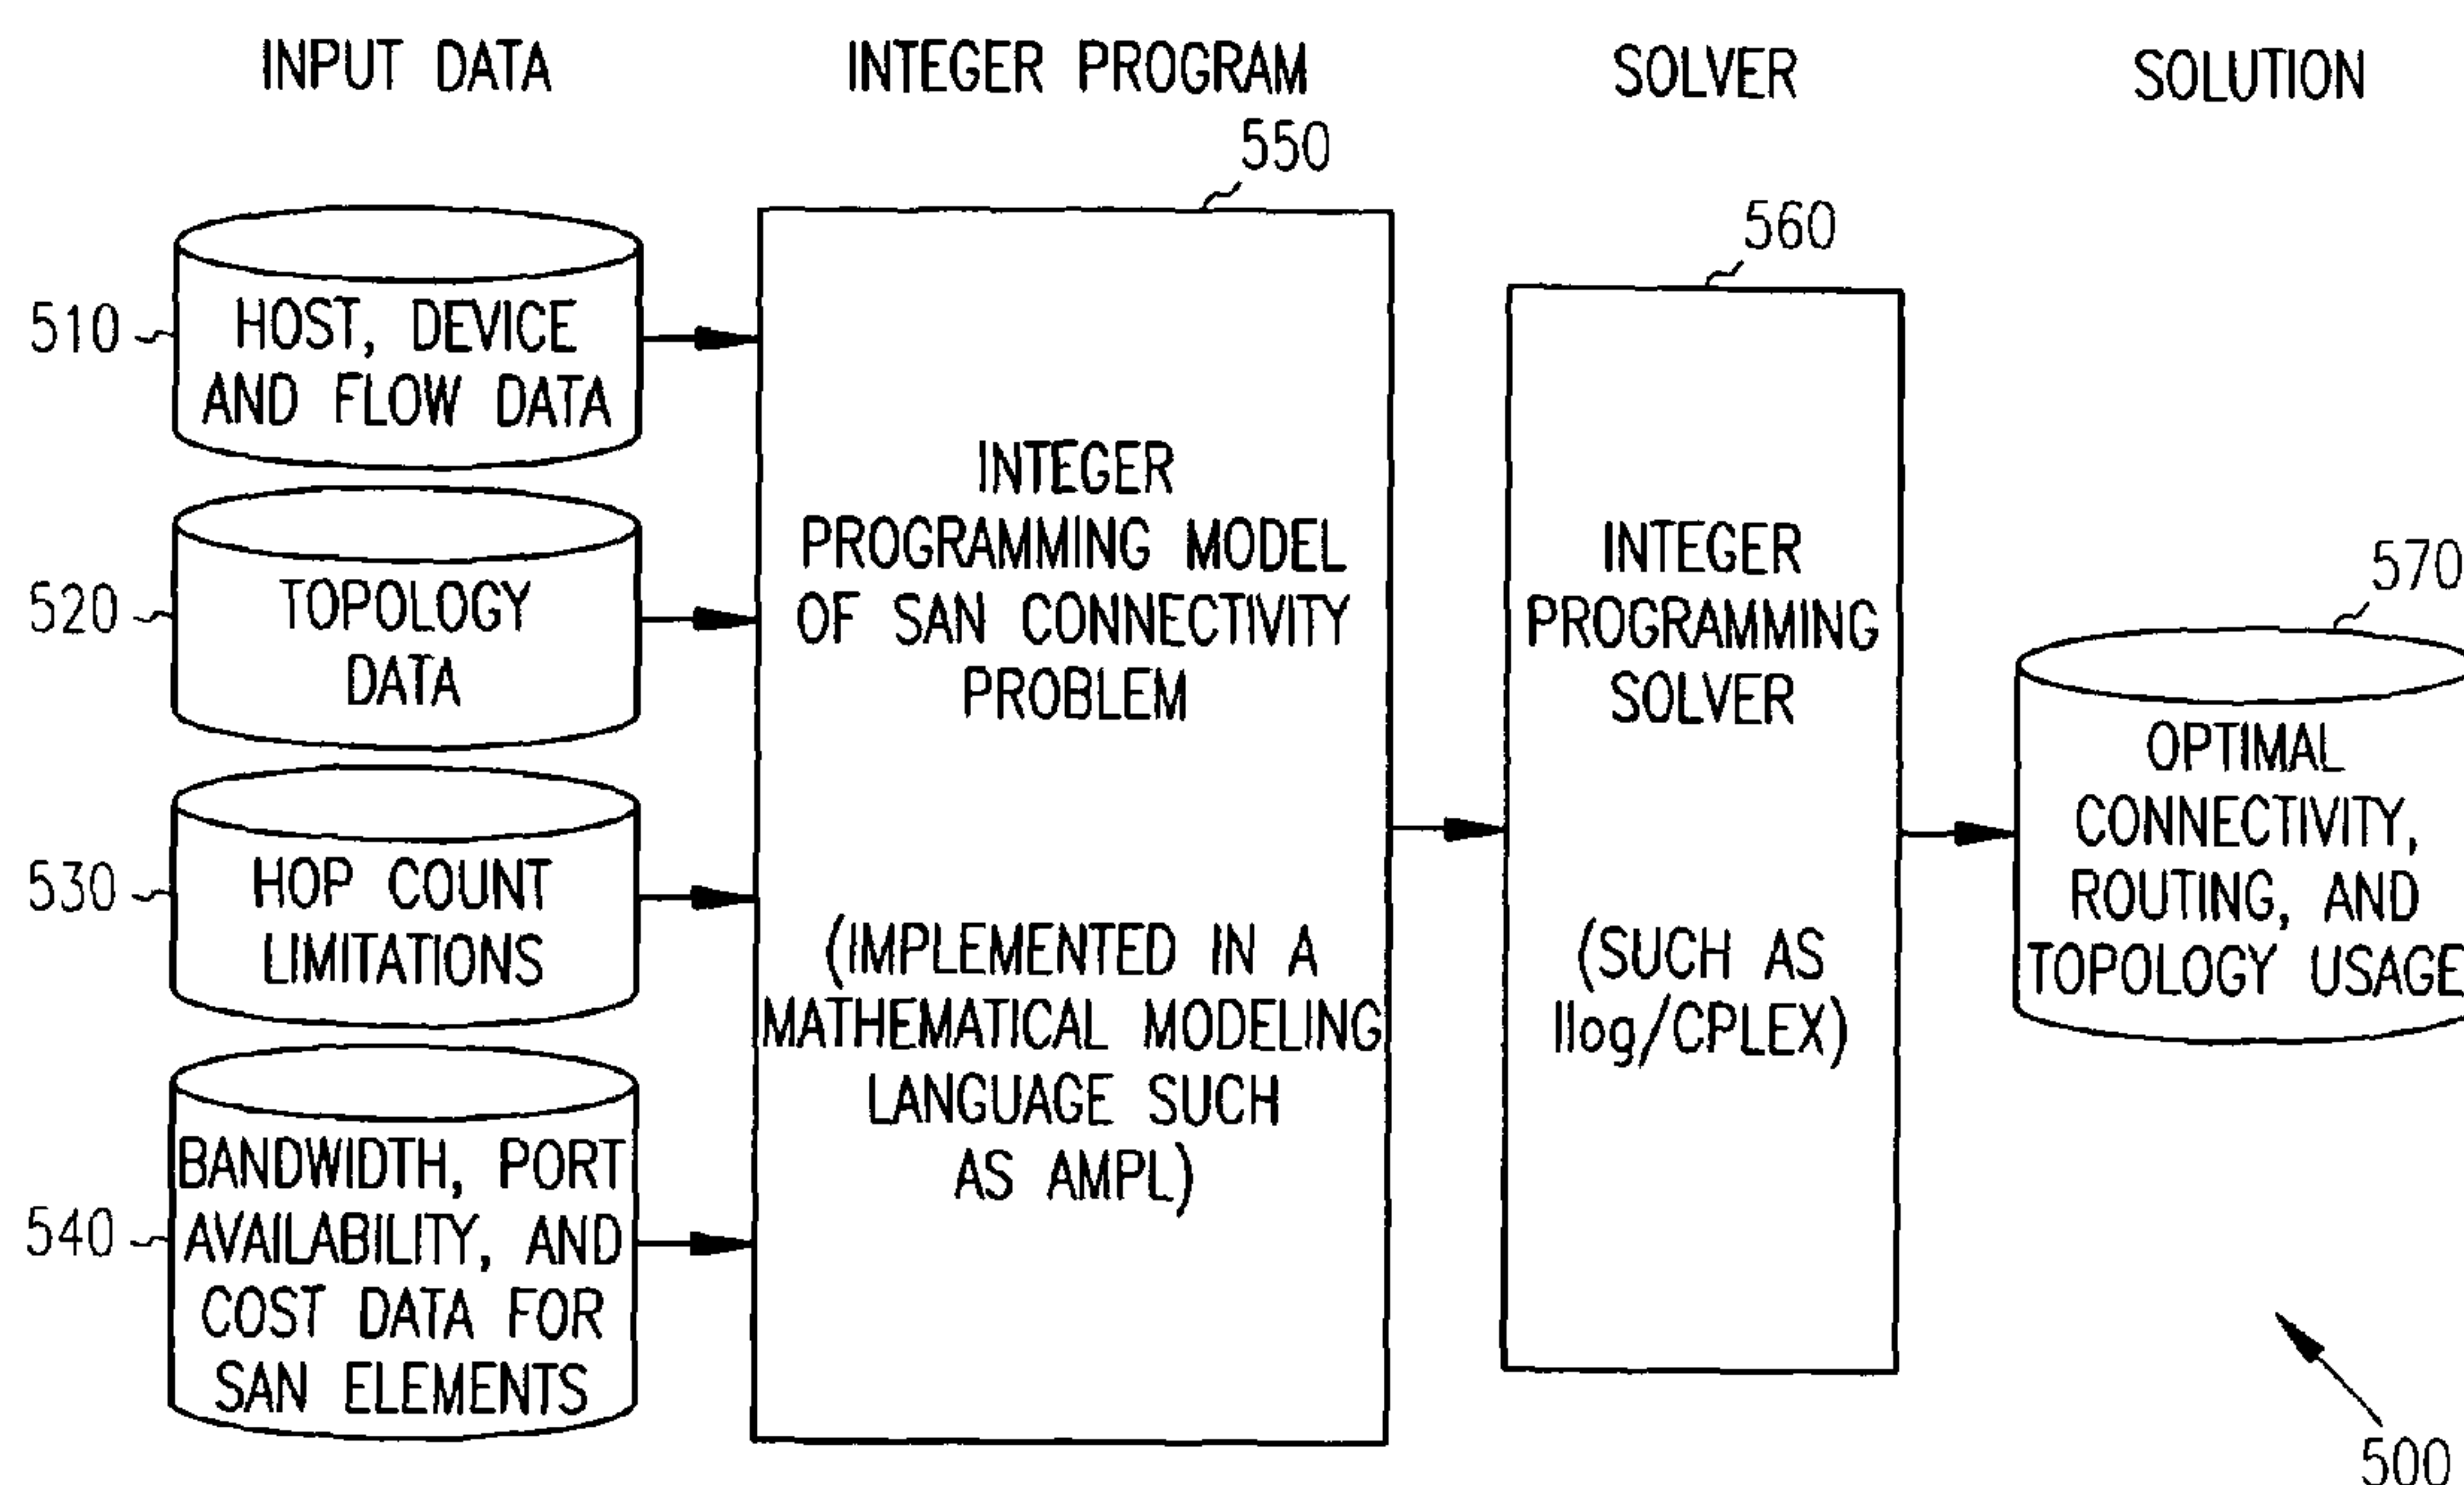 INPUT DATA
INTEGER PROGRAM
SOLVER
SOLUTION
550
560
570
510
HOST, DEVICE
AND FLOW DATA
520
TOPOLOGY
DATA
530
HOP COUNT
LIMITATIONS
540
BANDWIDTH, PORT
AVAILABILITY, AND
COST DATA FOR
SAN ELEMENTS
INTEGER
PROGRAMMING MODEL
OF SAN CONNECTIVITY
PROBLEM
(IMPLEMENTED IN A
MATHEMATICAL MODELING
LANGUAGE SUCH
AS AMPL)
INTEGER
PROGRAMMING
SOLVER
(SUCH AS
Ilog/CPLEX)
OPTIMAL
CONNECTIVITY,
ROUTING, AND
TOPOLOGY USAGE
500